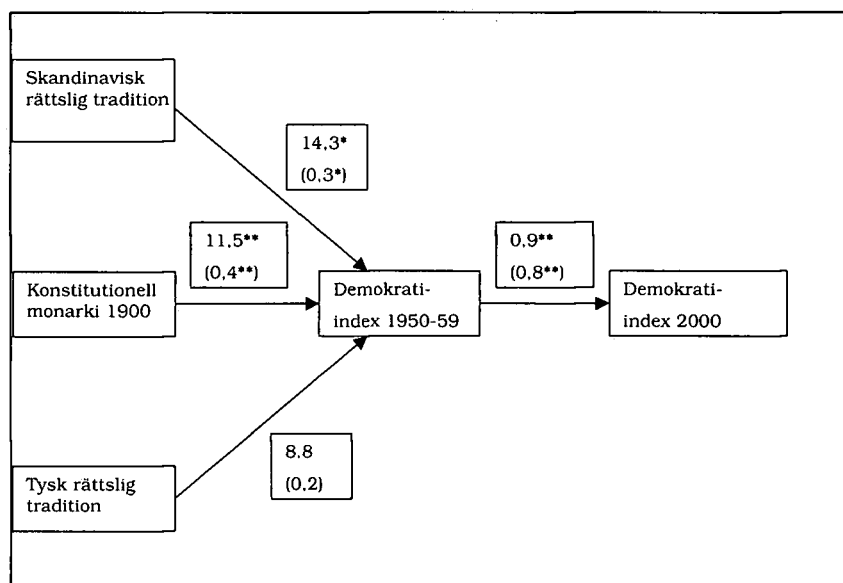 Skandinavisk
rättslig tradition
14,3*
(0,3*)
11,5**
(0,4**)
0,9**
(0,8**)
Konstitutionell
monarki 1900
Demokrati-
index 1950-59
Demokrati-
index 2000
8,8
(0,2)
Tysk rättslig
tradition